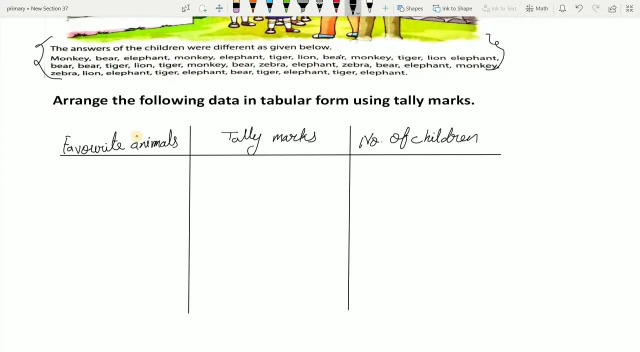 primary • New Section 37
Shapes
Ink to Shape
Ink to Text
Math
The answers of the children were different as given below.
Monkey, bear, elephant, monkey, elephant, tiger, lion, bear, monkey, tiger, lion elephant,
bear, bear, tiger, lion, tiger, monkey, bear, zebra, elephant, zebra, bear, elephant, monkey
zebra, lion, elephant, tiger, elephant, bear, tiger, elephant, tiger, elephant.
Arrange the following data in tabular form using tally marks.
Favourite animals
Tally marks
No. of children